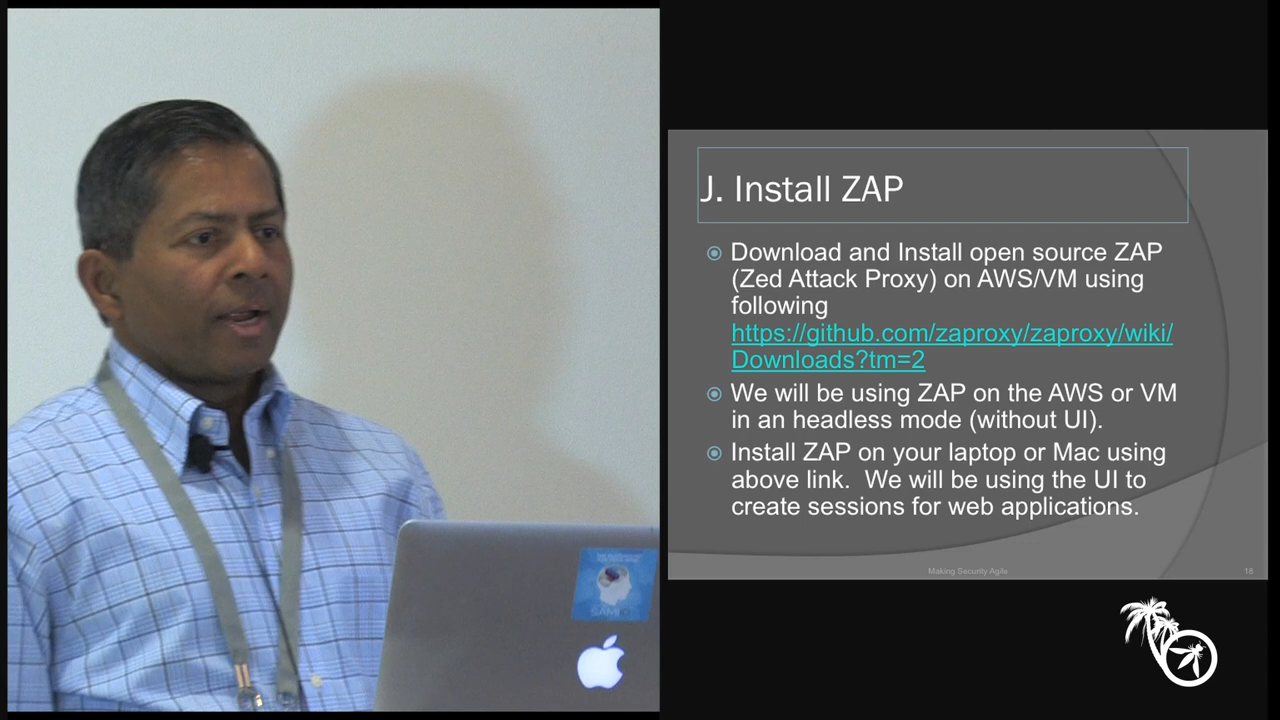 J. Install ZAP
Download and Install open source ZAP
(Zed Attack Proxy) on AWS/VM using
following
https://github.com/zaproxy/zaproxy/wiki/
Downloads?tm=2
We will be using ZAP on the AWS or VM
in an headless mode (without UI).
Install ZAP on your laptop or Mac using
above link.  We will be using the UI to
create sessions for web applications.
Making Security Agile